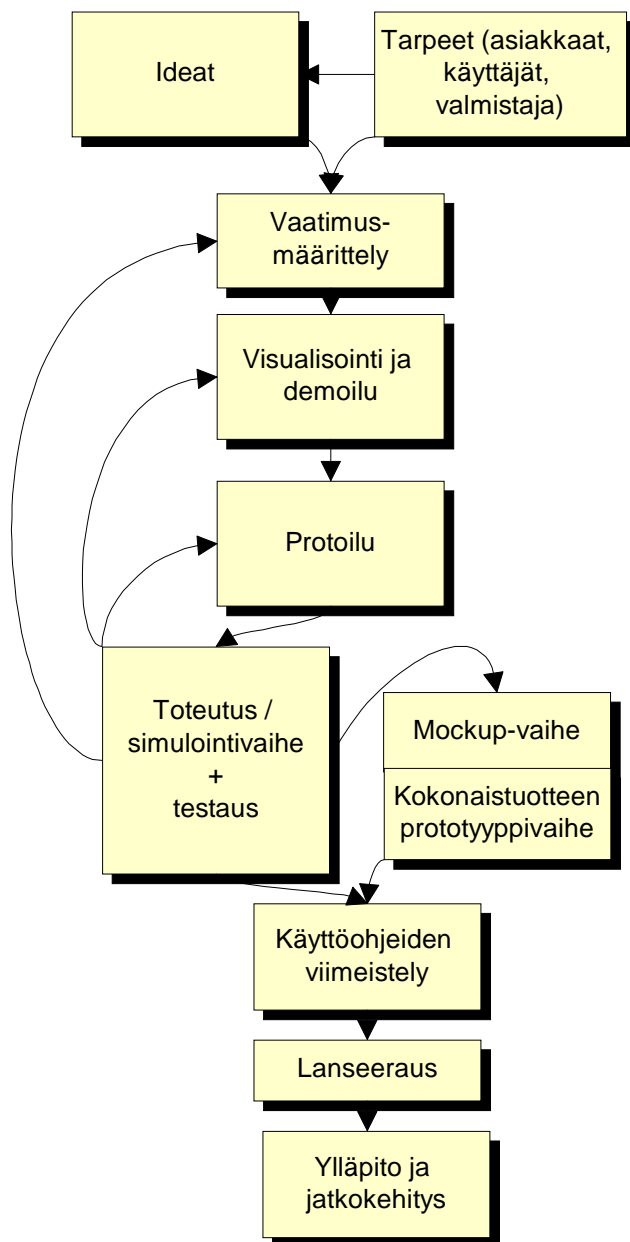 Ideat
Tarpeet (asiakkaat,
käyttäjät,
valmistaja)
Vaatimus-
määrittely
Visualisointi ja
demoilu
Protoilu
Toteutus /
simulointivaihe
+
testaus
Mockup-vaihe
Kokonaistuotteen
prototyyppivaihe
Käyttöohjeiden
viimeistely
Lanseeraus
Ylläpito ja
jatkokehitys